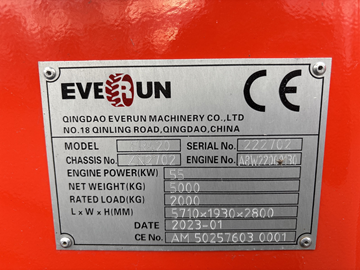 EVERUN CE
QINGDAO EVERUN MACHINERY CO.,LTD
NO.18 QINLING ROAD,QINGDAO,CHINA
MODEL SERIAL NO. 222702
CHASSIS NO. ENGINE NO.
ENGINE POWER(KW) 55
NET WEIGHT(KG) 5000
RATED LOAD(KG) 2000
L x W x H(MM) 5710×1930×2800
DATE 2023-01
CE No. AM 50257603 0001